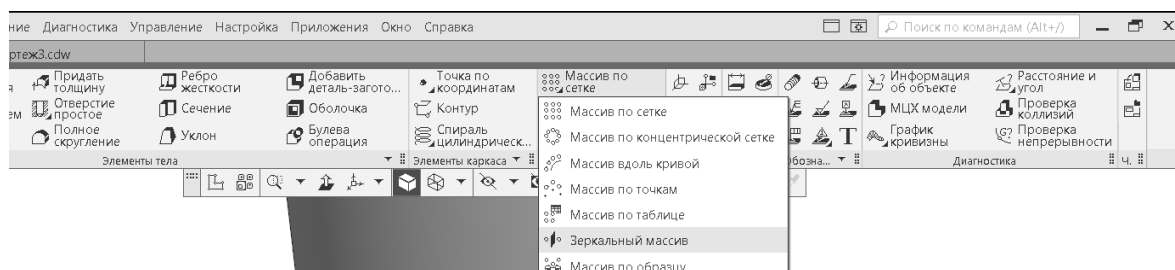 ние Диагностика Управление Настройка Приложения Окно Справка Поиск по командам (Alt+/)
ртеж3.cdw
Придать толщину
Ребро жесткости
Добавить деталь-загото...
Точка по координатам
Массив по сетке
Информация об объекте
Расстояние и угол
ем
Отверстие простое
Сечение
Оболочка
Контур
МЦХ модели
Проверка коллизий
Полное скругление
Уклон
Булева операция
Спираль цилиндрическ...
График кривизны
Проверка непрерывности
Элементы тела
Элементы каркаса
Обозна...
Диагностика
Ч.
Массив по сетке
Массив по концентрической сетке
Массив вдоль кривой
Массив по точкам
Массив по таблице
Зеркальный массив
Массив по образцу